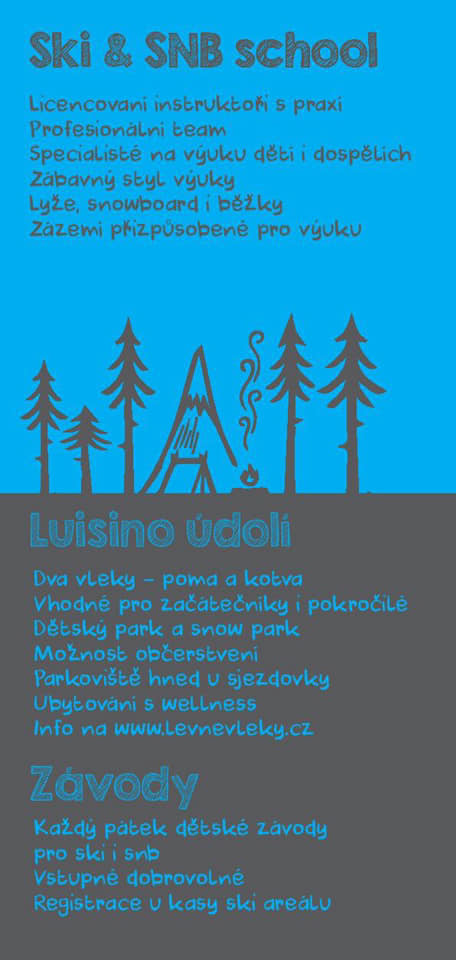 Ski & SNB school
Licencovaní instruktoři s praxí
Profesionální team
Specialisté na výuku dětí i dospělích
Zábavný styl výuky
Lyže, snowboard i běžky
Zázemí přizpůsobené pro výuku
Luisino údolí
Dva vleky – poma a kotva
Vhodné pro začátečníky i pokročilé
Dětský park a snow park
Možnost občerstvení
Parkoviště hned u sjezdovky
Ubytování s wellness
Info na www.levnevleky.cz
Závody
Každý pátek dětské závody
pro ski i snb
Vstupné dobrovolné
Registrace u kasy ski areálu